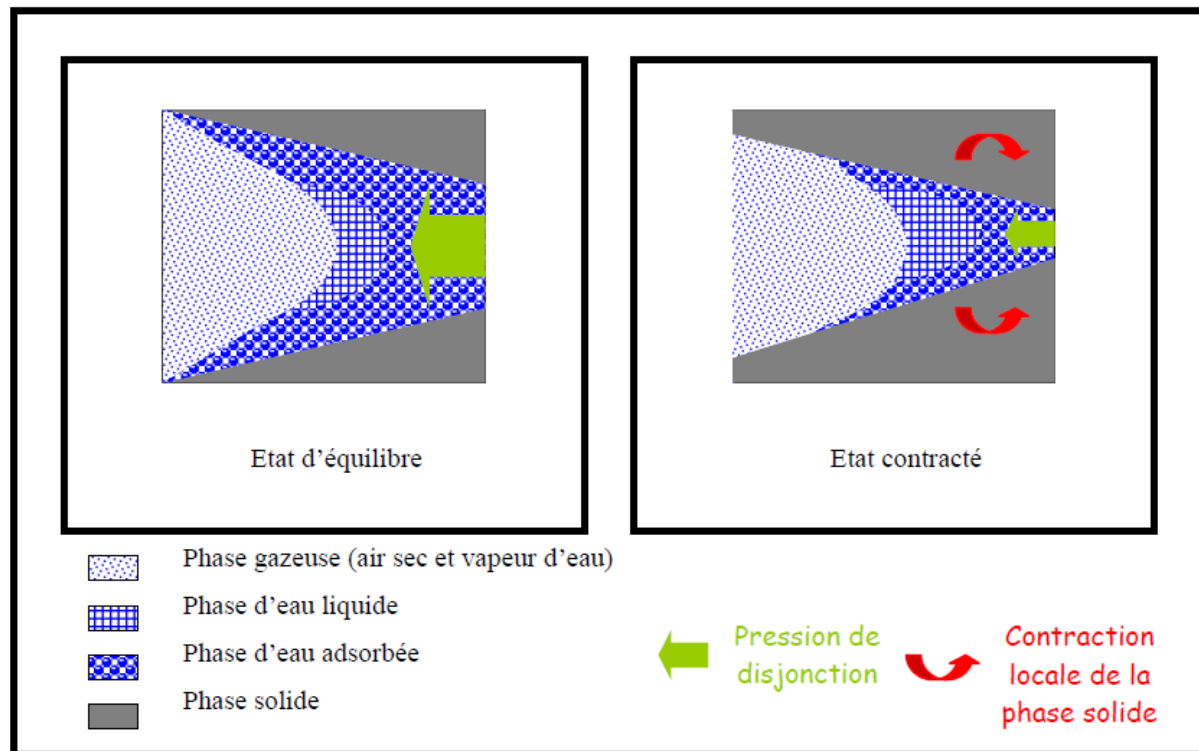 Etat d’équilibre
Etat contracté
Phase gazeuse (air sec et vapeur d’eau)
Phase d’eau liquide
Phase d’eau adsorbée
Phase solide
Pression de
disjonction
Contraction
locale de la
phase solide